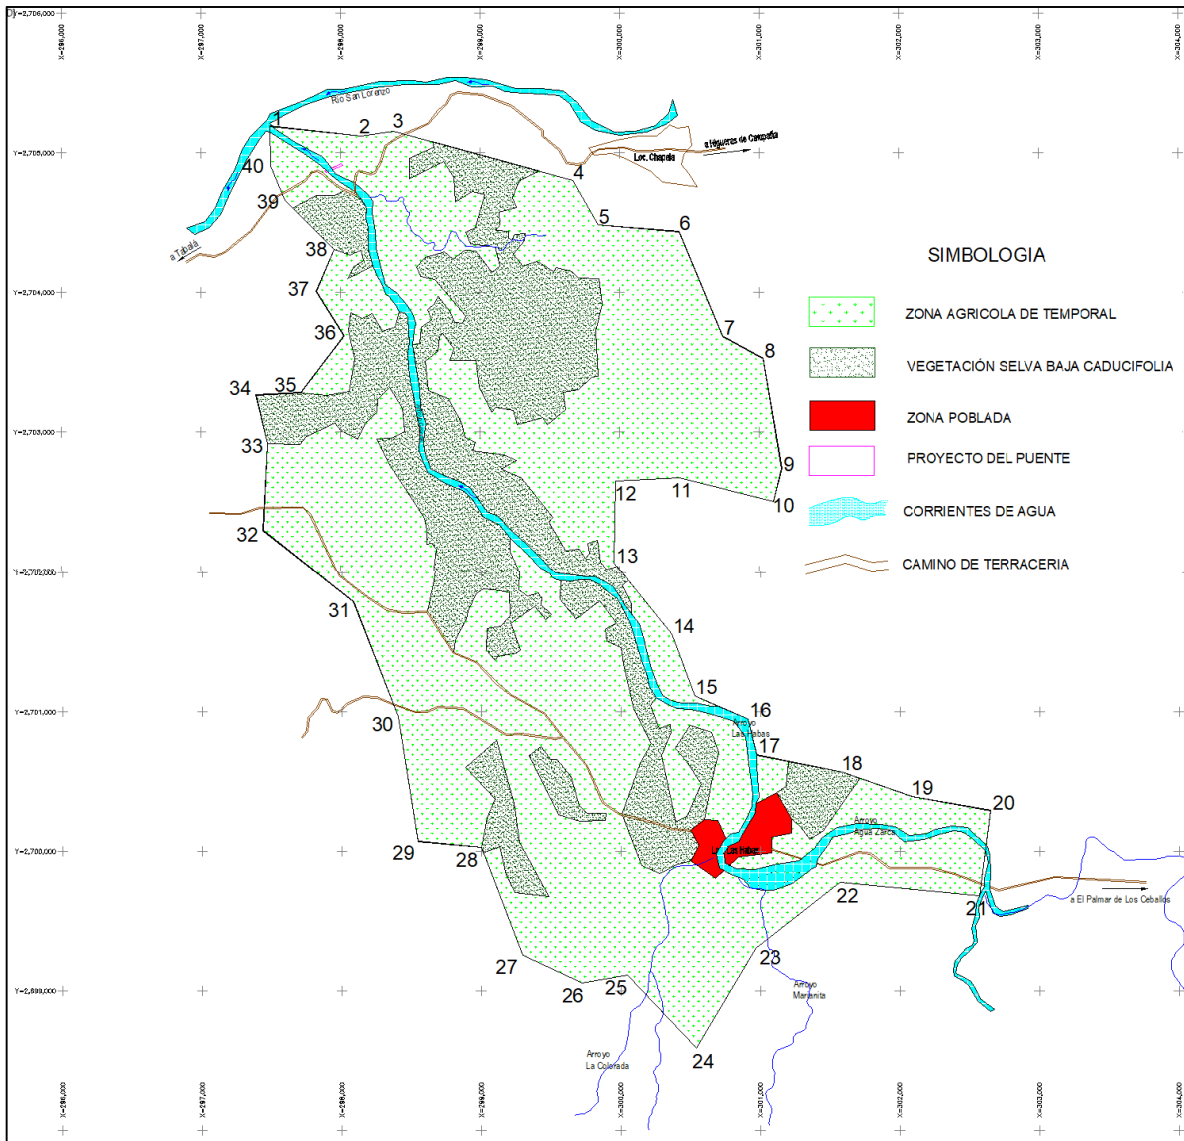 Y=2,706,000
X=296,000
X=297,000
X=298,000
X=299,000
X=300,000
X=301,000
X=302,000
X=303,000
X=304,000
Río San Lorenzo
1
2
3
Loc. Chapala
Y=2,705,000
40
4
39
5
6
38
a Tabalá
SIMBOLOGIA
Y=2,704,000
37
ZONA AGRICOLA DE TEMPORAL
36
7
8
VEGETACIÓN SELVA BAJA CADUCIFOLIA
34
35
ZONA POBLADA
Y=2,703,000
33
9
PROYECTO DEL PUENTE
12
11
10
CORRIENTES DE AGUA
32
13
CAMINO DE TERRACERIA
Y=2,702,000
31
14
15
Y=2,701,000
30
16
Arroyo
Las Habas
17
18
19
20
Arroyo
Agua Zarca
Y=2,700,000
29
28
22
21
a El Palmar de Los Ceballos
23
27
26
25
Y=2,699,000
Arroyo
Marianita
24
Arroyo
La Colorada
X=296,000
X=297,000
X=298,000
X=299,000
X=300,000
X=301,000
X=302,000
X=303,000
X=304,000